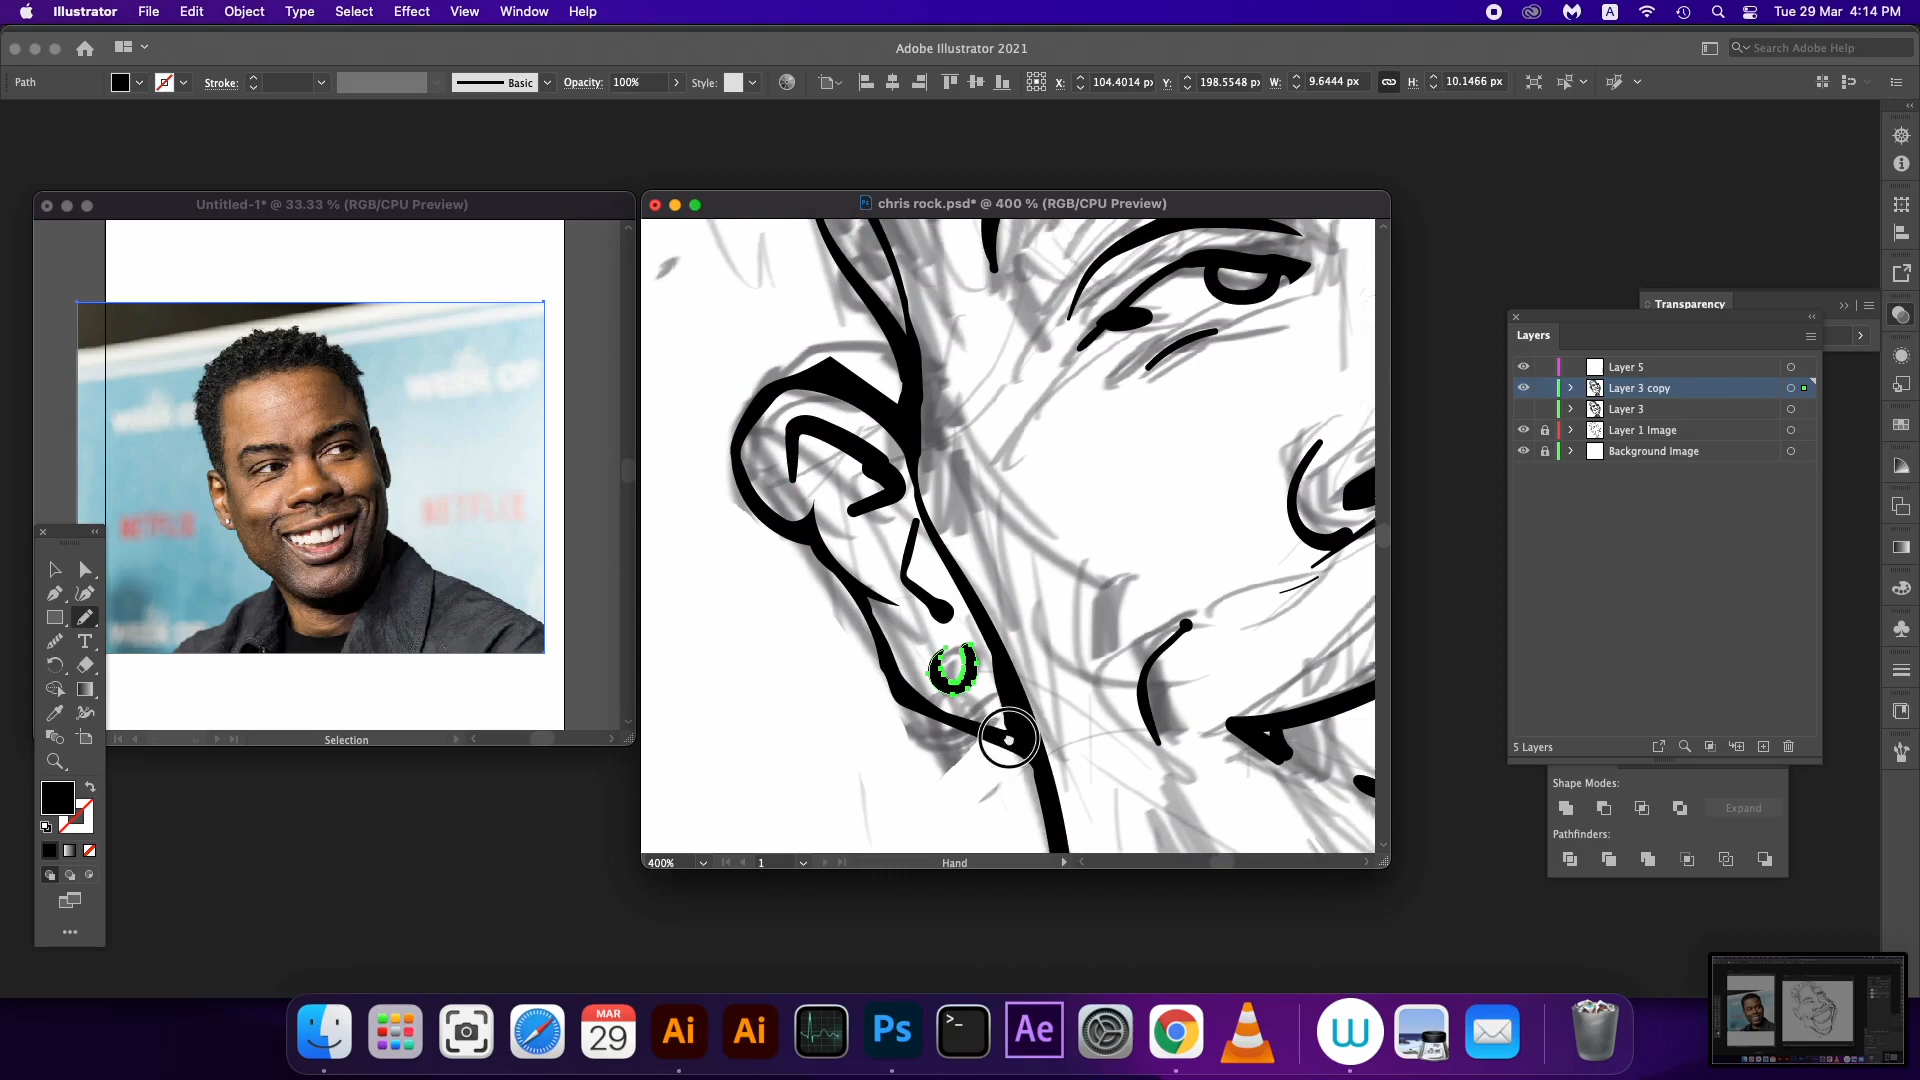 Illustrator File Edit Object Type Select Effect View Window Help
A Tue 29 Mar 4:14 PM
Adobe Illustrator 2021
Search Adobe Help
Path Stroke: Basic Opacity: 100% Style: X: 104.4014 px Y: 198.5548 px W: 9.6444 px H: 10.1466 px
Untitled-1* @ 33.33 % (RGB/CPU Preview)
chris rock.psd* @ 400 % (RGB/CPU Preview)
NETFLIX
NETFLIX
Selection
400% 1 Hand
Transparency
Layers
Layer 5
Layer 3 copy
Layer 3
Layer 1 Image
Background Image
5 Layers
Shape Modes:
Expand
Pathfinders:
MAR
29
Ai
Ai
Ps
>_
Ae
W